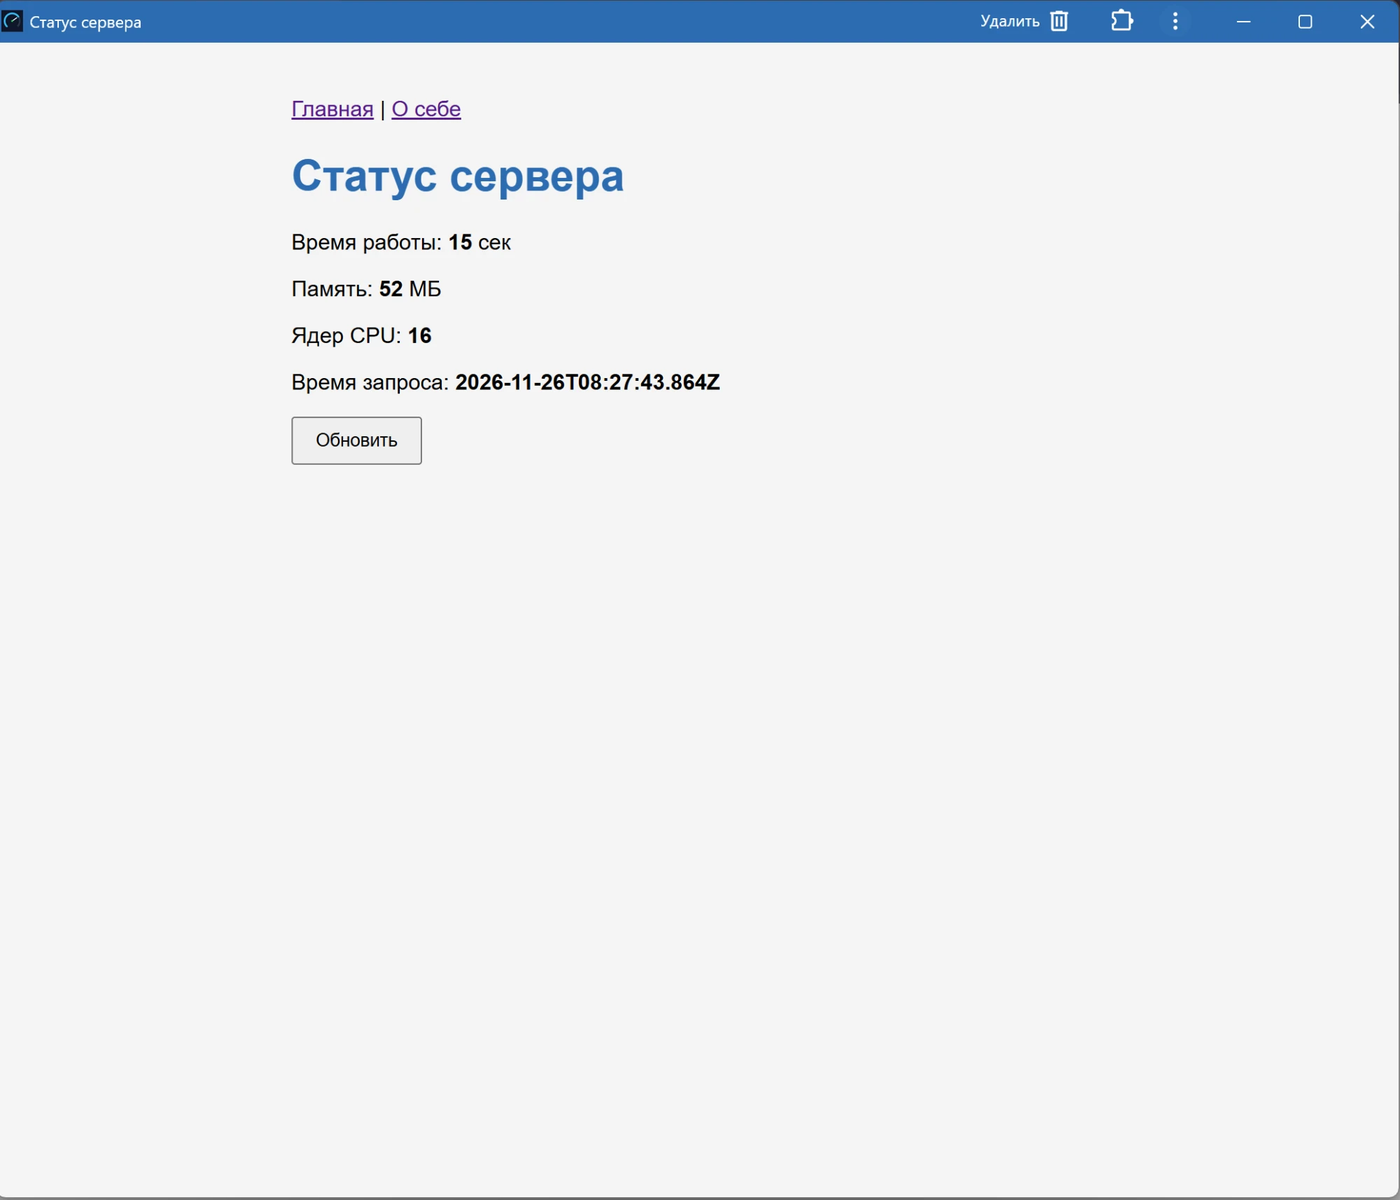 Статус сервера
Удалить
Главная | О себе
Статус сервера
Время работы: 15 сек
Память: 52 МБ
Ядер CPU: 16
Время запроса: 2026-11-26T08:27:43.864Z
Обновить